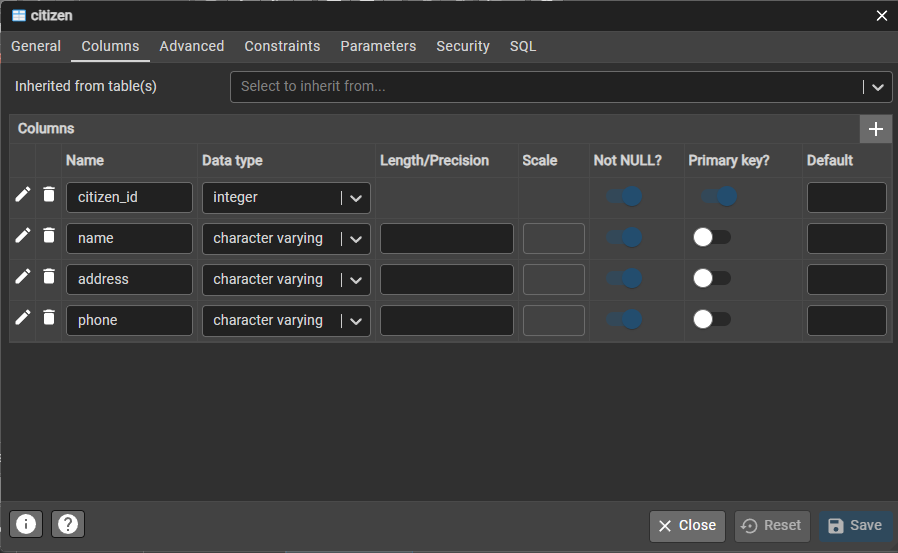 citizen
General Columns Advanced Constraints Parameters Security SQL
Inherited from table(s) Select to inherit from...
Columns
Name Data type Length/Precision Scale Not NULL? Primary key? Default
citizen_id integer
name character varying
address character varying
phone character varying
Close Reset Save